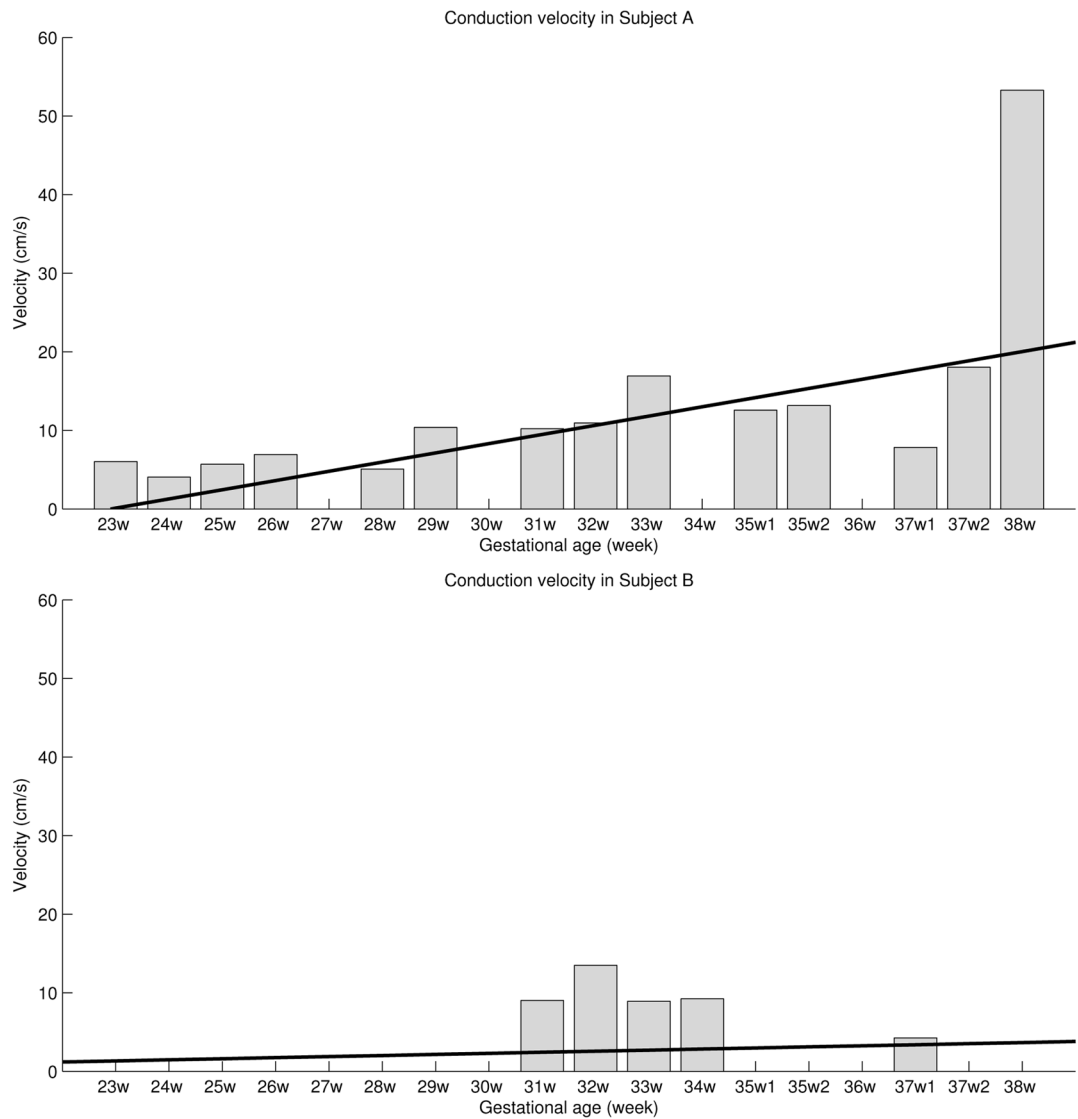 Conduction velocity in Subject A
60
50
40
30
20
10
0
Velocity (cm/s)
23w 24w 25w 26w 27w 28w 29w 30w 31w 32w 33w 34w 35w1 35w2 36w 37w1 37w2 38w
Gestational age (week)
Conduction velocity in Subject B
60
50
40
30
20
10
0
Velocity (cm/s)
23w 24w 25w 26w 27w 28w 29w 30w 31w 32w 33w 34w 35w1 35w2 36w 37w1 37w2 38w
Gestational age (week)